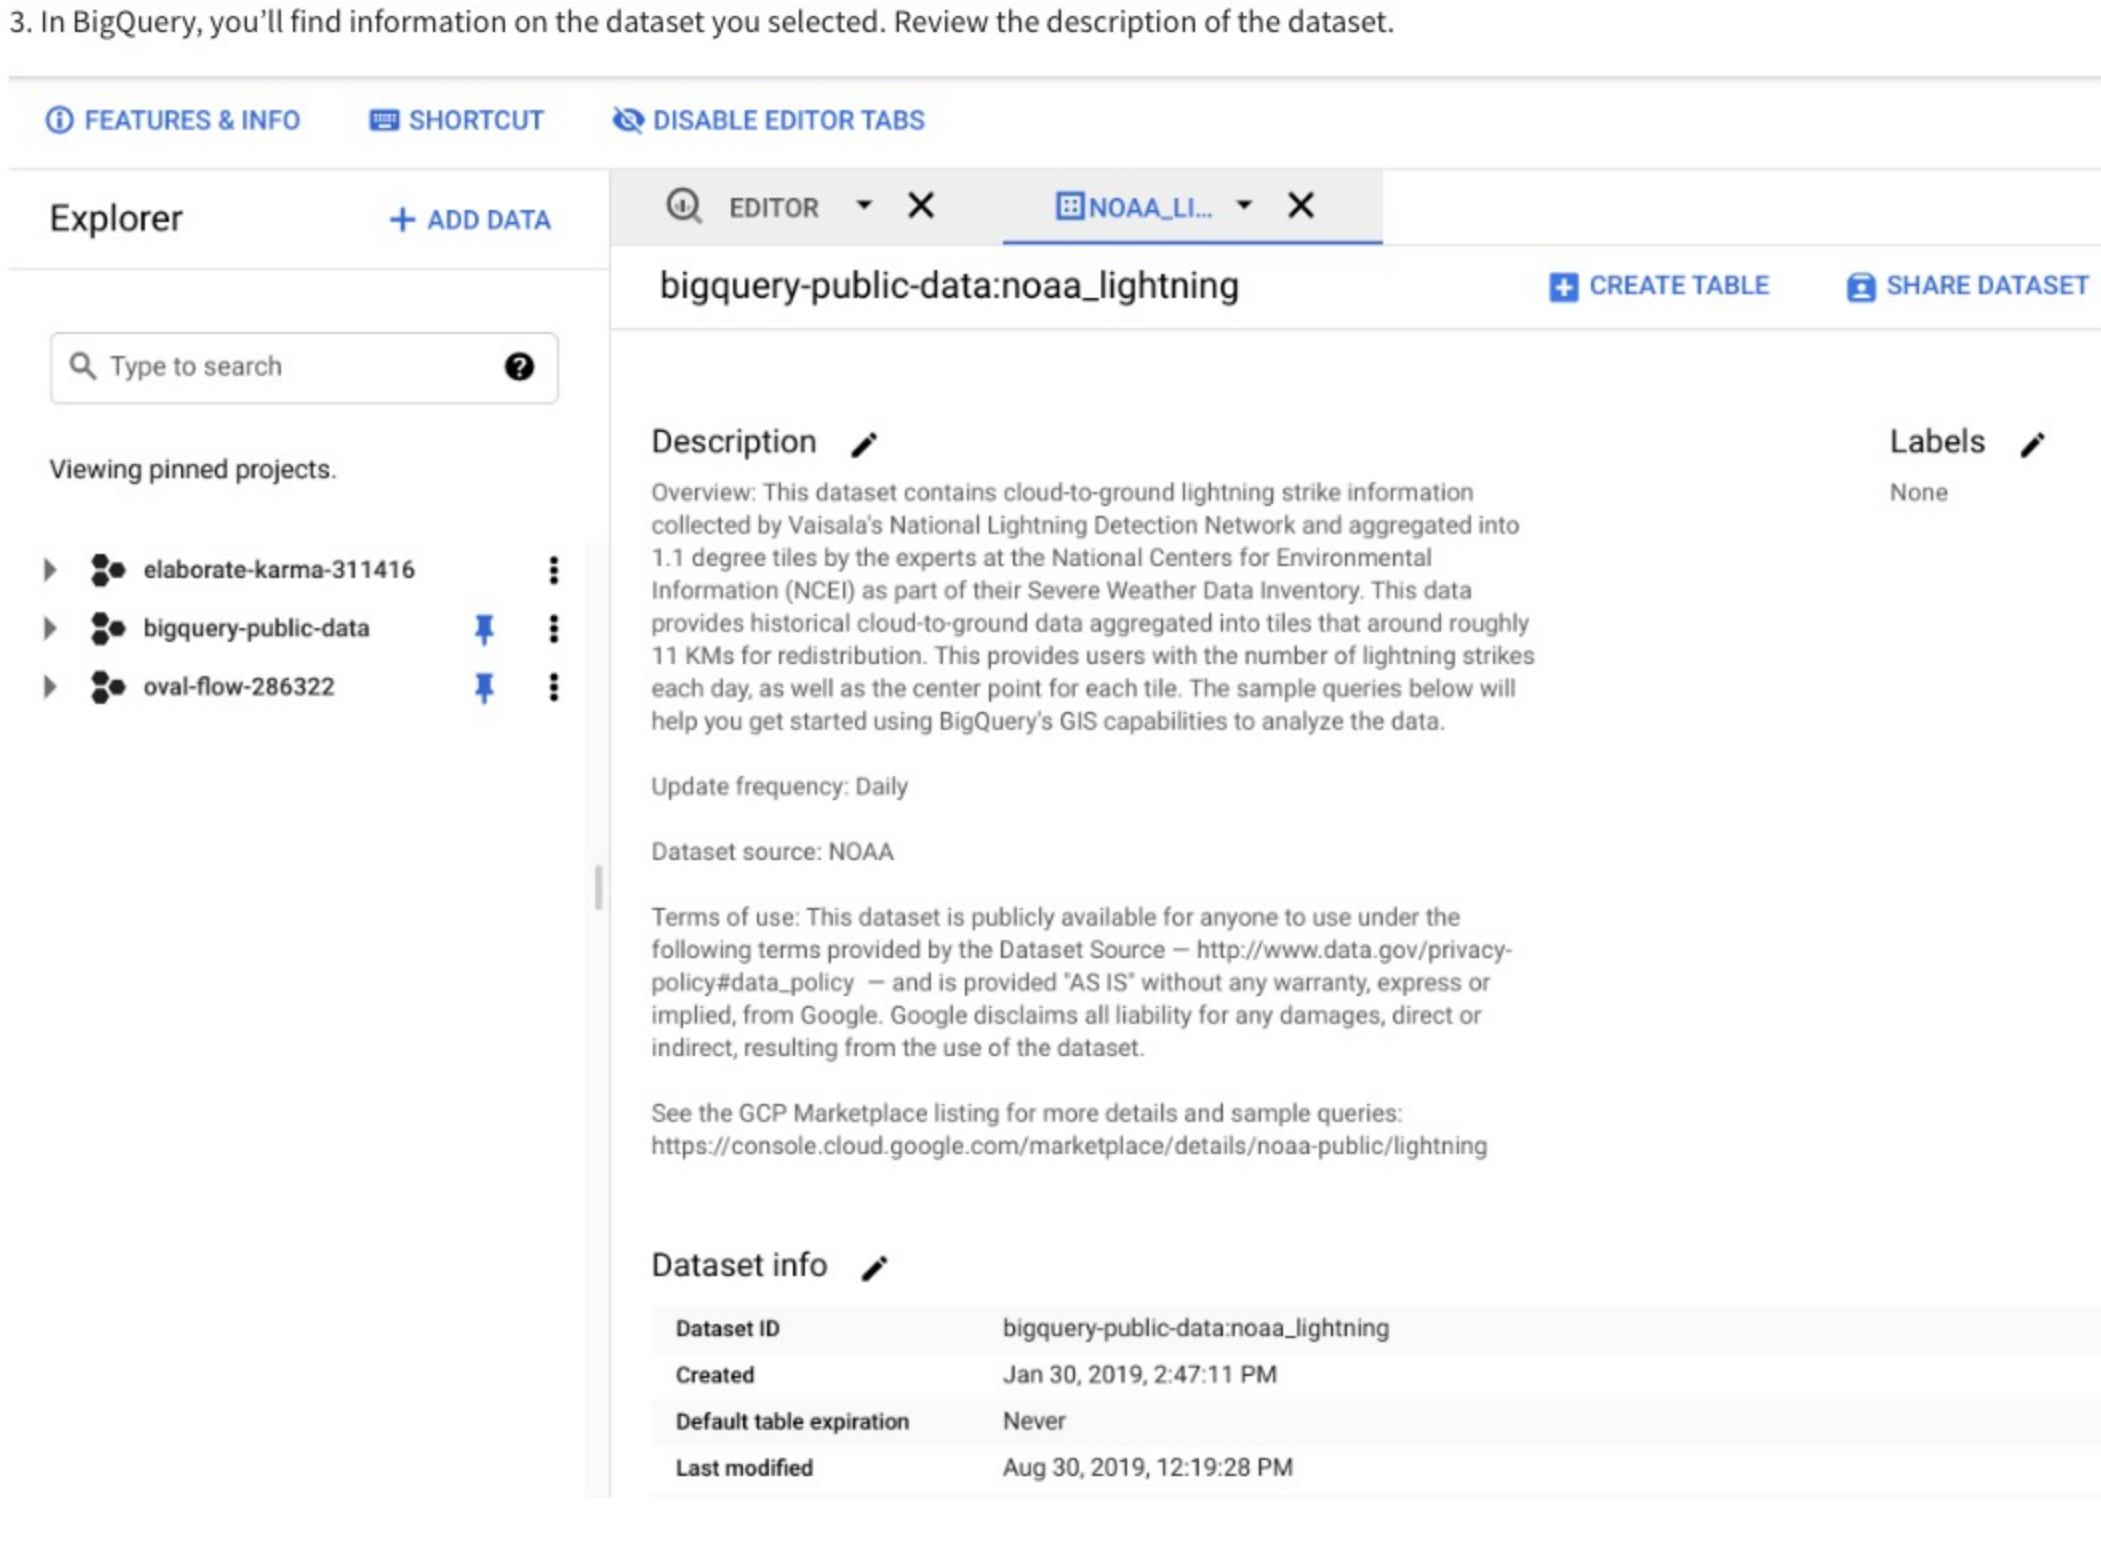 3. In BigQuery, you’ll find information on the dataset you selected. Review the description of the dataset.
FEATURES & INFO SHORTCUT DISABLE EDITOR TABS
Explorer + ADD DATA
EDITOR NOAA_LI...
bigquery-public-data:noaa_lightning CREATE TABLE SHARE DATASET
Type to search
Viewing pinned projects.
elaborate-karma-311416
bigquery-public-data
oval-flow-286322
Description
Overview: This dataset contains cloud-to-ground lightning strike information
collected by Vaisala's National Lightning Detection Network and aggregated into
1.1 degree tiles by the experts at the National Centers for Environmental
Information (NCEI) as part of their Severe Weather Data Inventory. This data
provides historical cloud-to-ground data aggregated into tiles that around roughly
11 KMs for redistribution. This provides users with the number of lightning strikes
each day, as well as the center point for each tile. The sample queries below will
help you get started using BigQuery's GIS capabilities to analyze the data.
Update frequency: Daily
Dataset source: NOAA
Terms of use: This dataset is publicly available for anyone to use under the
following terms provided by the Dataset Source — http://www.data.gov/privacy-
policy#data_policy — and is provided "AS IS" without any warranty, express or
implied, from Google. Google disclaims all liability for any damages, direct or
indirect, resulting from the use of the dataset.
See the GCP Marketplace listing for more details and sample queries:
https://console.cloud.google.com/marketplace/details/noaa-public/lightning
Labels
None
Dataset info
Dataset ID bigquery-public-data:noaa_lightning
Created Jan 30, 2019, 2:47:11 PM
Default table expiration Never
Last modified Aug 30, 2019, 12:19:28 PM